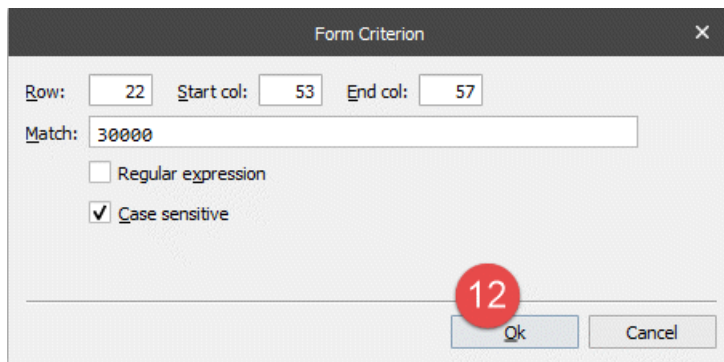 Form Criterion ×
Row: 22 Start col: 53 End col: 57
Match: 30000
Regular expression
Case sensitive
12
Ok Cancel